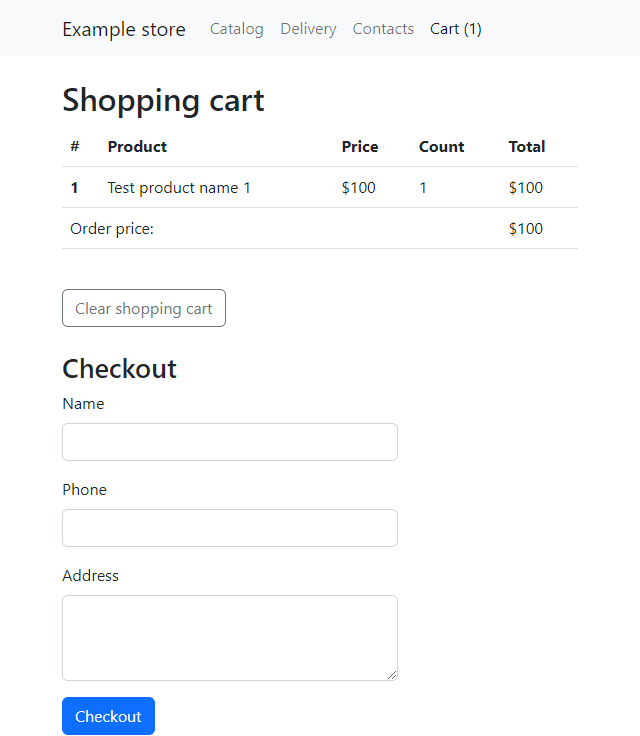 Example store Catalog Delivery Contacts Cart (1)
Shopping cart
# Product Price Count Total
1 Test product name 1 $100 1 $100
Order price: $100
Clear shopping cart
Checkout
Name
Phone
Address
Checkout